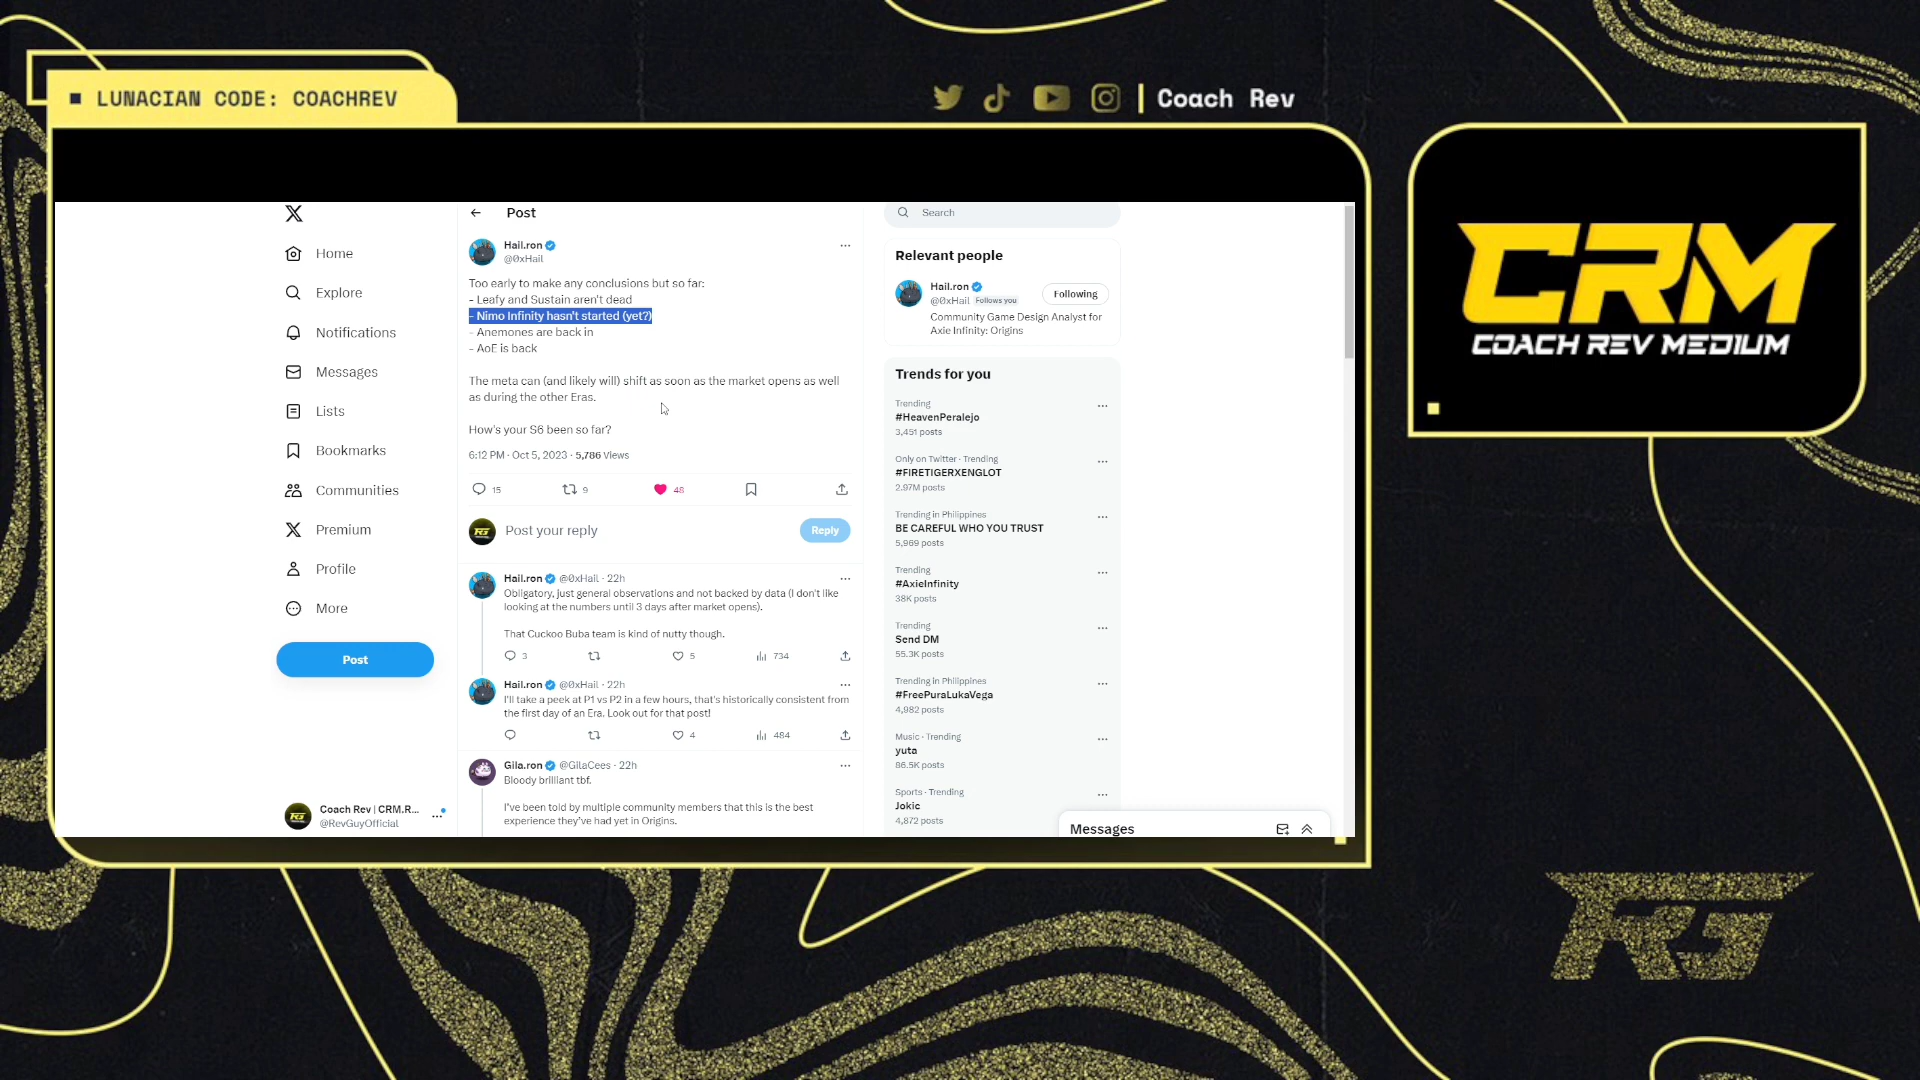 LUNACIAN CODE: COACHREV
Coach Rev
CRM
COACH REV MEDIUM
Home
Explore
Notifications
Messages
Lists
Bookmarks
Communities
Premium
Profile
More
Post
Coach Rev | CRM.R...
@RevGuyOfficial
Post
Hail.ron
@0xHail
Too early to make any conclusions but so far:
- Leafy and Sustain aren't dead
- Nimo Infinity hasn't started (yet?)
- Anemones are back in
- AoE is back
The meta can (and likely will) shift as soon as the market opens as well
as during the other Eras.
How's your S6 been so far?
6:12 PM · Oct 5, 2023 · 5,786 Views
15 9 48
Post your reply
Reply
Hail.ron @0xHail · 22h
Obligatory, just general observations and not backed by data (I don't like
looking at the numbers until 3 days after market opens).
That Cuckoo Buba team is kind of nutty though.
3 5 734
Hail.ron @0xHail · 22h
I'll take a peek at P1 vs P2 in a few hours, that's historically consistent from
the first day of an Era. Look out for that post!
4 484
Gila.ron @GilaCees · 22h
Bloody brilliant tbf.
I've been told by multiple community members that this is the best
experience they've had yet in Origins.
Search
Relevant people
Hail.ron
@0xHail Follows you
Following
Community Game Design Analyst for
Axie Infinity: Origins
Trends for you
Trending
#HeavenPeralejo
3,451 posts
Only on Twitter · Trending
#FIRETIGERXENGLOT
2.97M posts
Trending in Philippines
BE CAREFUL WHO YOU TRUST
5,969 posts
Trending
#AxieInfinity
38K posts
Trending
Send DM
55.3K posts
Trending in Philippines
#FreePuraLukaVega
4,982 posts
Music · Trending
yuta
86.5K posts
Sports · Trending
Jokic
4,872 posts
Messages